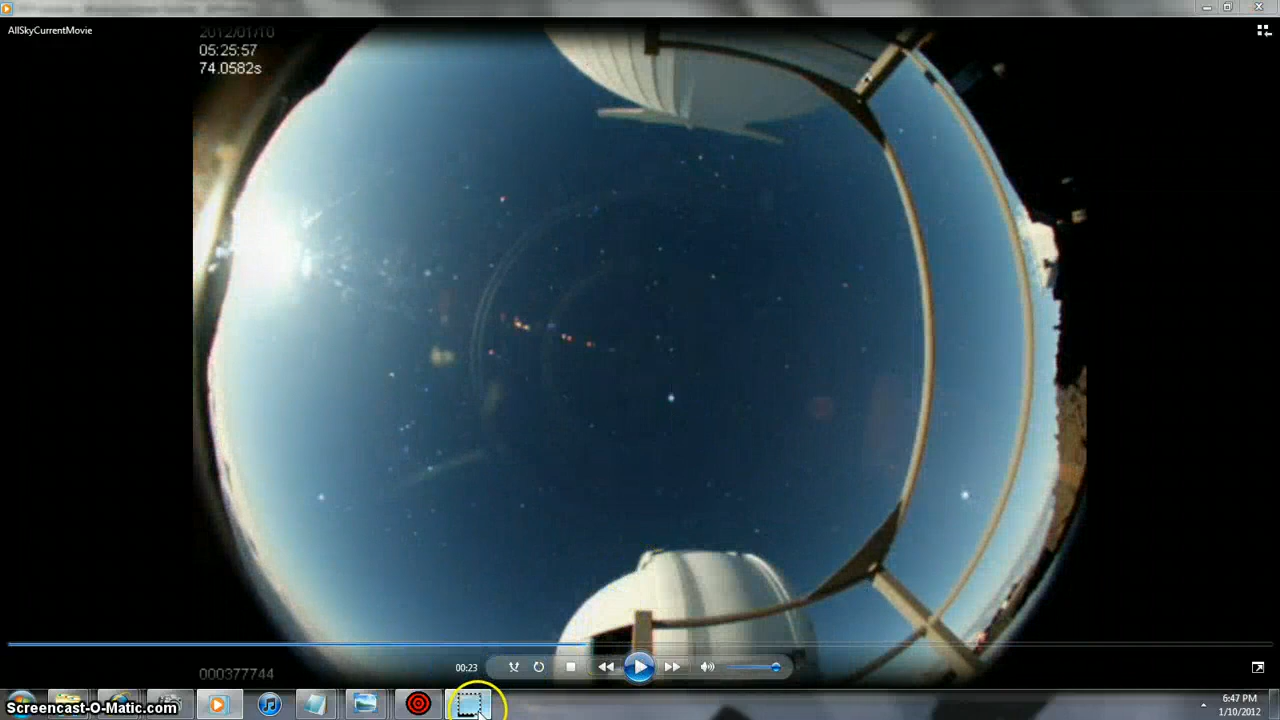 AllSkyCurrentMovie
2012/01/10
05:25:57
74.0582s
000377744
00:23
Screencast-O-Matic.com
6:47 PM
1/10/2012